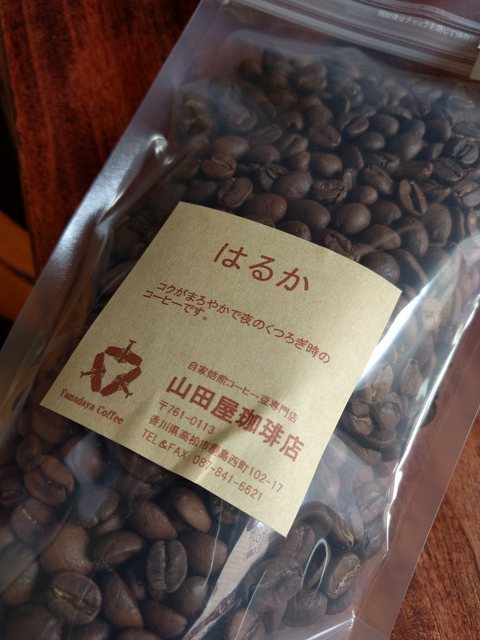 はるか
コクがまろやかで夜のくつろぎ時の
コーヒーです。
Yamadaya Coffee
自家焙煎コーヒー豆専門店
山田屋珈琲店
〒761-0113
香川県高松市屋島西町102-17
TEL&FAX 087-841-6621